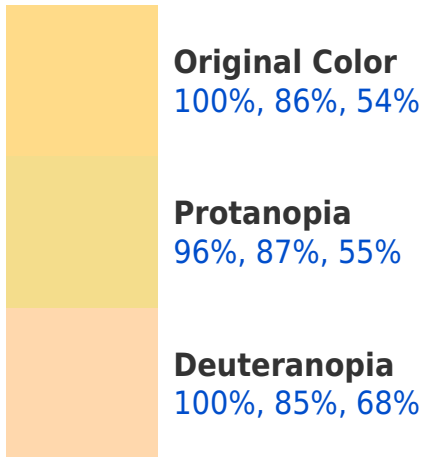 Original Color
100%, 86%, 54%
Protanopia
96%, 87%, 55%
Deuteranopia
100%, 85%, 68%